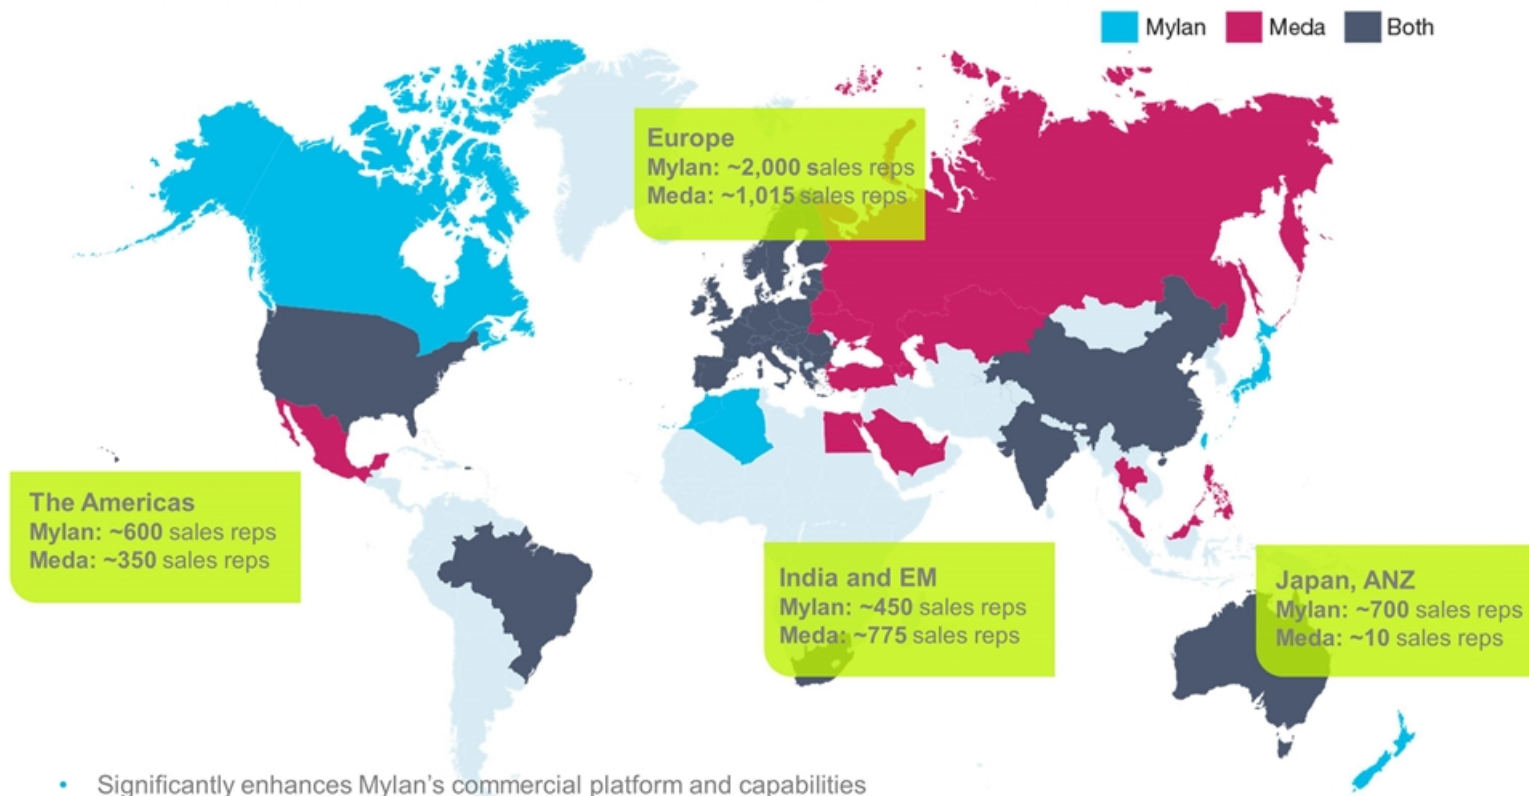 Mylan Meda Both
Europe
Mylan: ~2,000 sales reps
Meda: ~1,015 sales reps
The Americas
Mylan: ~600 sales reps
Meda: ~350 sales reps
India and EM
Mylan: ~450 sales reps
Meda: ~775 sales reps
Japan, ANZ
Mylan: ~700 sales reps
Meda: ~10 sales reps
• Significantly enhances Mylan's commercial platform and capabilities